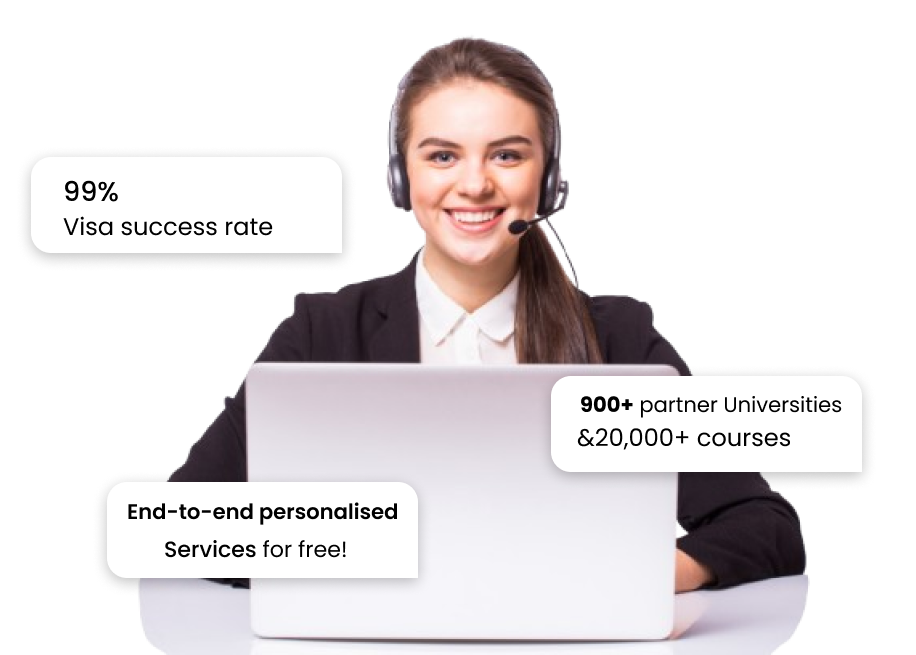 99%
Visa success rate
900+ partner Universities
&20,000+ courses
End-to-end personalised
Services for free!